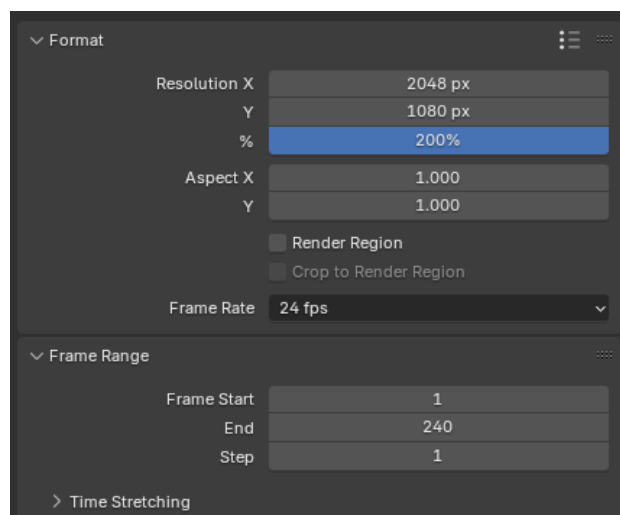 Format
Resolution X 2048 px
Y 1080 px
% 200%
Aspect X 1.000
Y 1.000
Render Region
Crop to Render Region
Frame Rate 24 fps
Frame Range
Frame Start 1
End 240
Step 1
Time Stretching